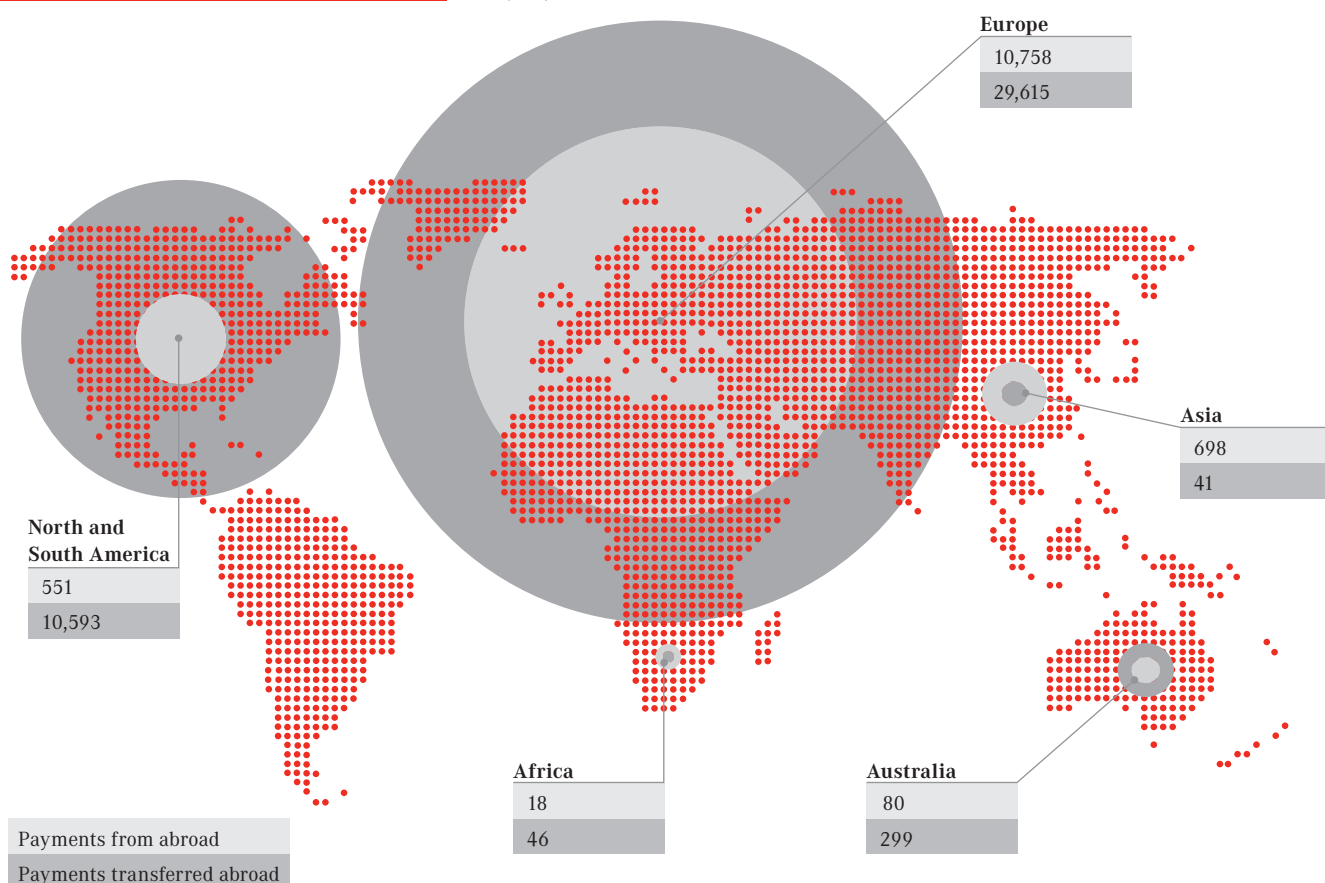 Europe
10,758
29,615
Asia
698
41
North and
South America
551
10,593
Africa
18
46
Australia
80
299
Payments from abroad
Payments transferred abroad